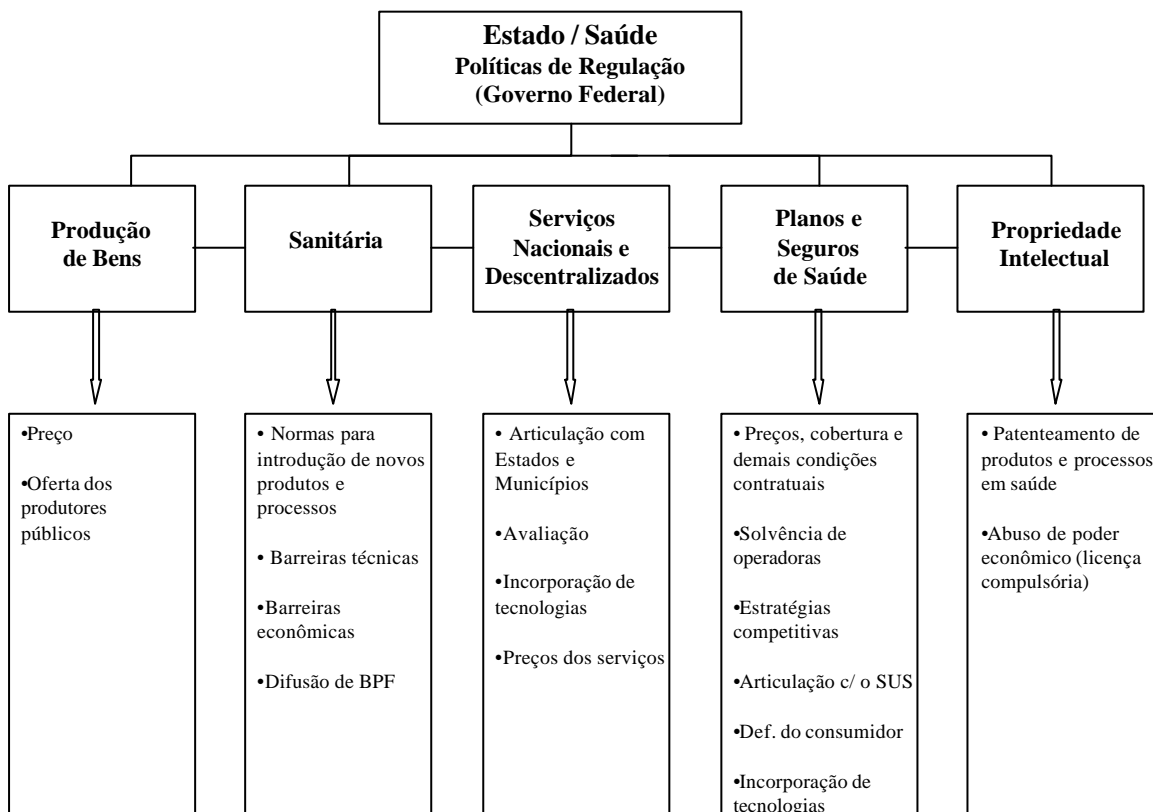 Estado / Saúde
Políticas de Regulação
(Governo Federal)
Produção
de Bens
Sanitária
Serviços
Nacionais e
Descentralizados
Planos e
Seguros
de Saúde
Propriedade
Intelectual
•Preço
•Oferta dos
produtores
públicos
• Normas para
introdução de novos
produtos e
processos
• Barreiras técnicas
•Barreiras
econômicas
•Difusão de BPF
• Articulação com
Estados e
Municípios
•Avaliação
•Incorporação de
tecnologias
•Preços dos serviços
• Preços, cobertura e
demais condições
contratuais
•Solvência de
operadoras
•Estratégias
competitivas
•Articulação c/ o SUS
•Def. do consumidor
•Incorporação de
tecnologias
• Patenteamento de
produtos e processos
em saúde
•Abuso de poder
econômico (licença
compulsória)